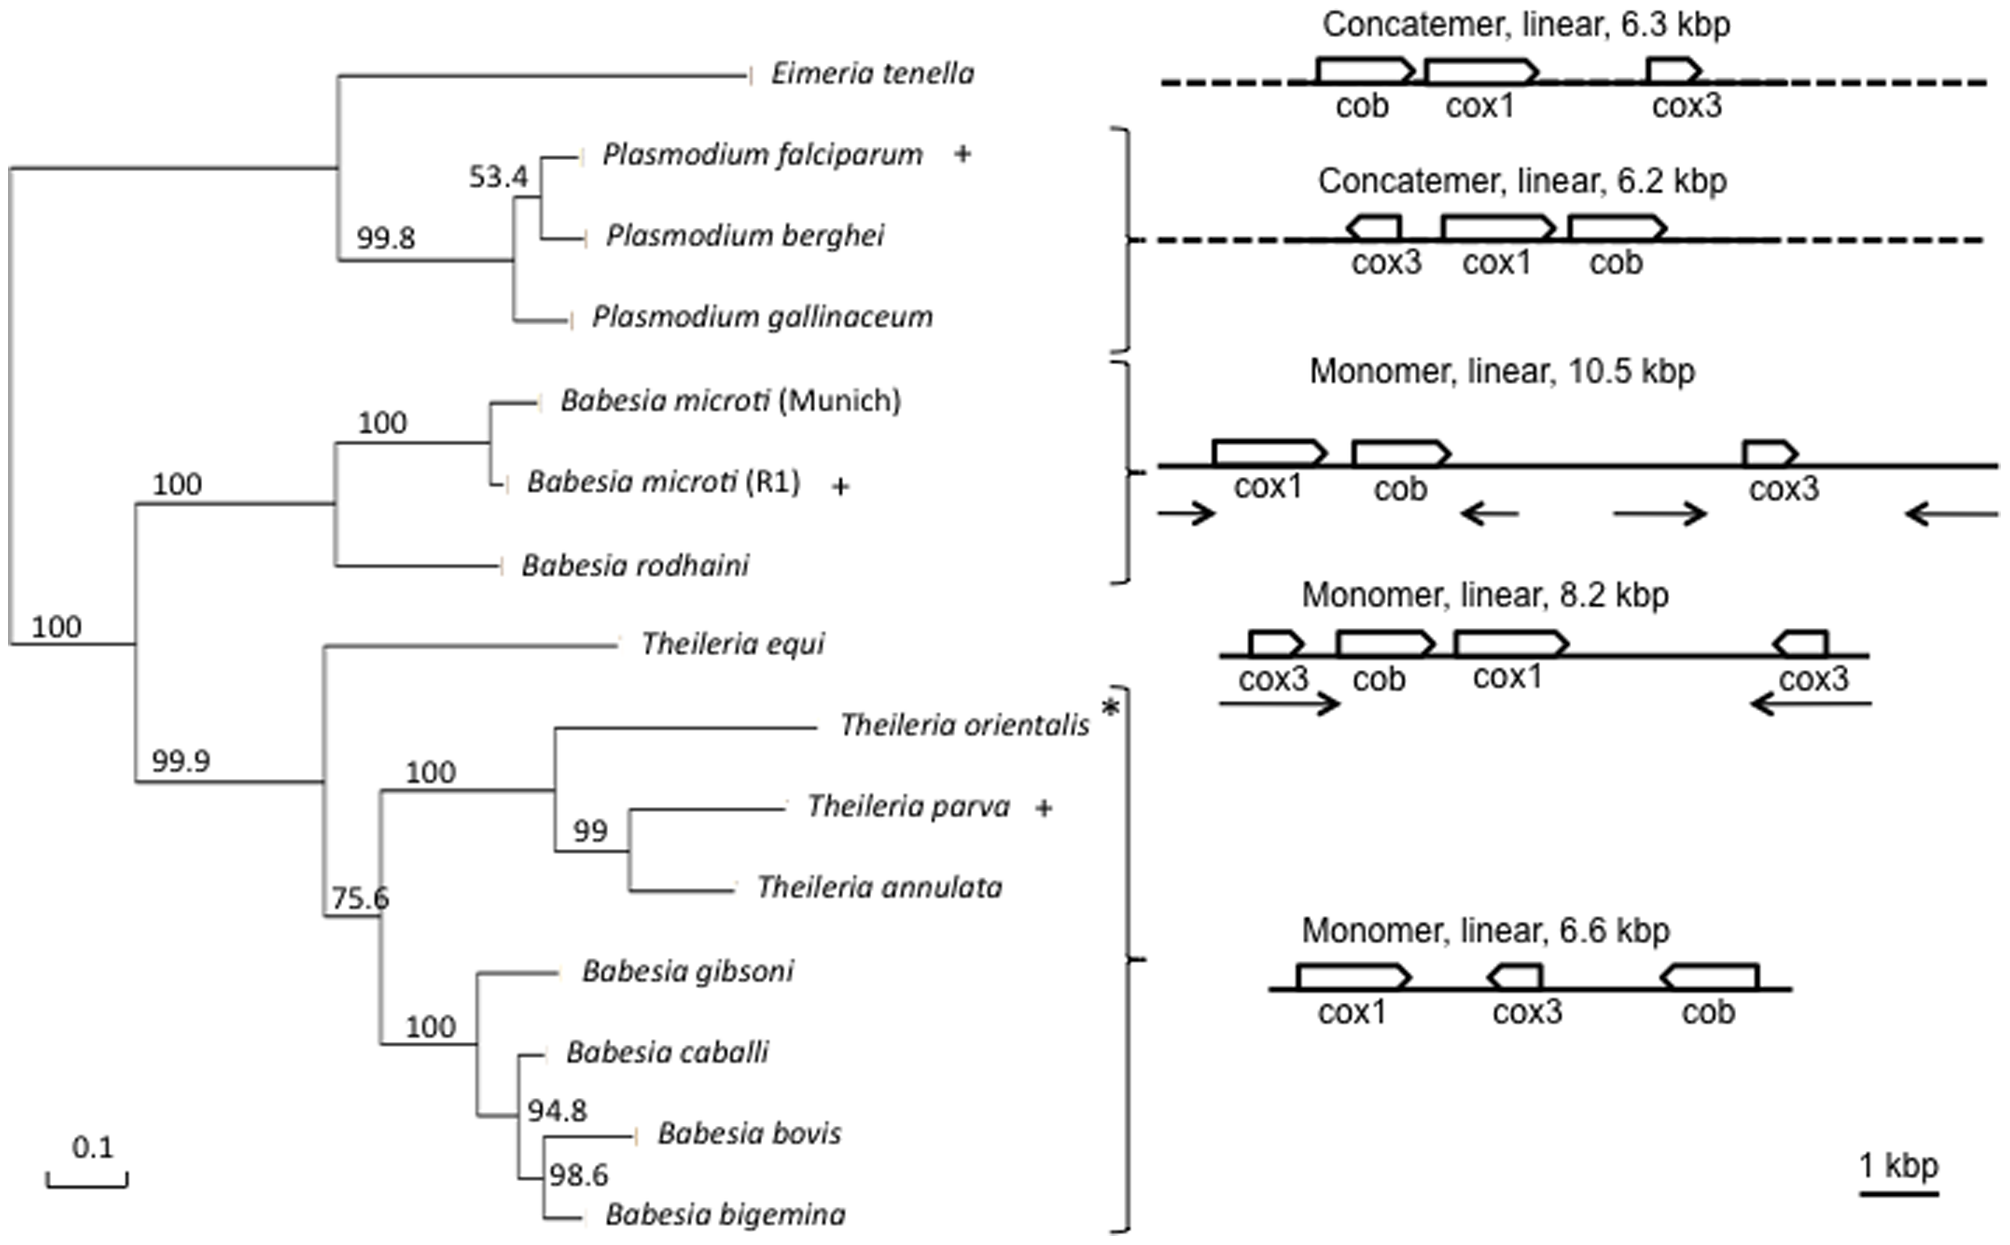 Concatemer, linear, 6.3 kbp
Eimeria tenella
cob cox1 cox3
Plasmodium falciparum +
53.4
Concatemer, linear, 6.2 kbp
99.8
Plasmodium berghei
cox3 cox1 cob
Plasmodium gallinaceum
Monomer, linear, 10.5 kbp
Babesia microti (Munich)
100
100
Babesia microti (R1) +
cox1 cob cox3
Babesia rodhaini
Monomer, linear, 8.2 kbp
100
Theileria equi
cox3 cob cox1 cox3
Theileria orientalis *
99.9
100
Theileria parva +
99
Theileria annulata
75.6
Monomer, linear, 6.6 kbp
Babesia gibsoni
cox1 cox3 cob
100
Babesia caballi
94.8
Babesia bovis
0.1
98.6
1 kbp
Babesia bigemina